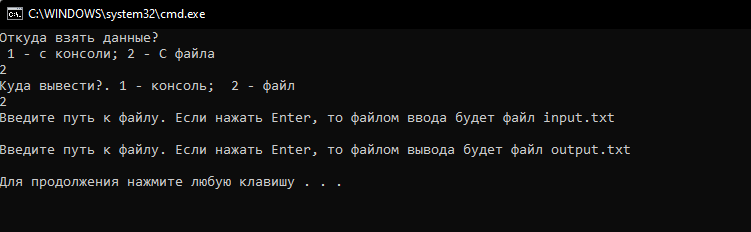 C:\WINDOWS\system32\cmd.exe
Откуда взять данные?
1 - с консоли; 2 - С файла
2
Куда вывести?. 1 - консоль;  2 - файл
2
Введите путь к файлу. Если нажать Enter, то файлом ввода будет файл input.txt
Введите путь к файлу. Если нажать Enter, то файлом вывода будет файл output.txt
Для продолжения нажмите любую клавишу . . .